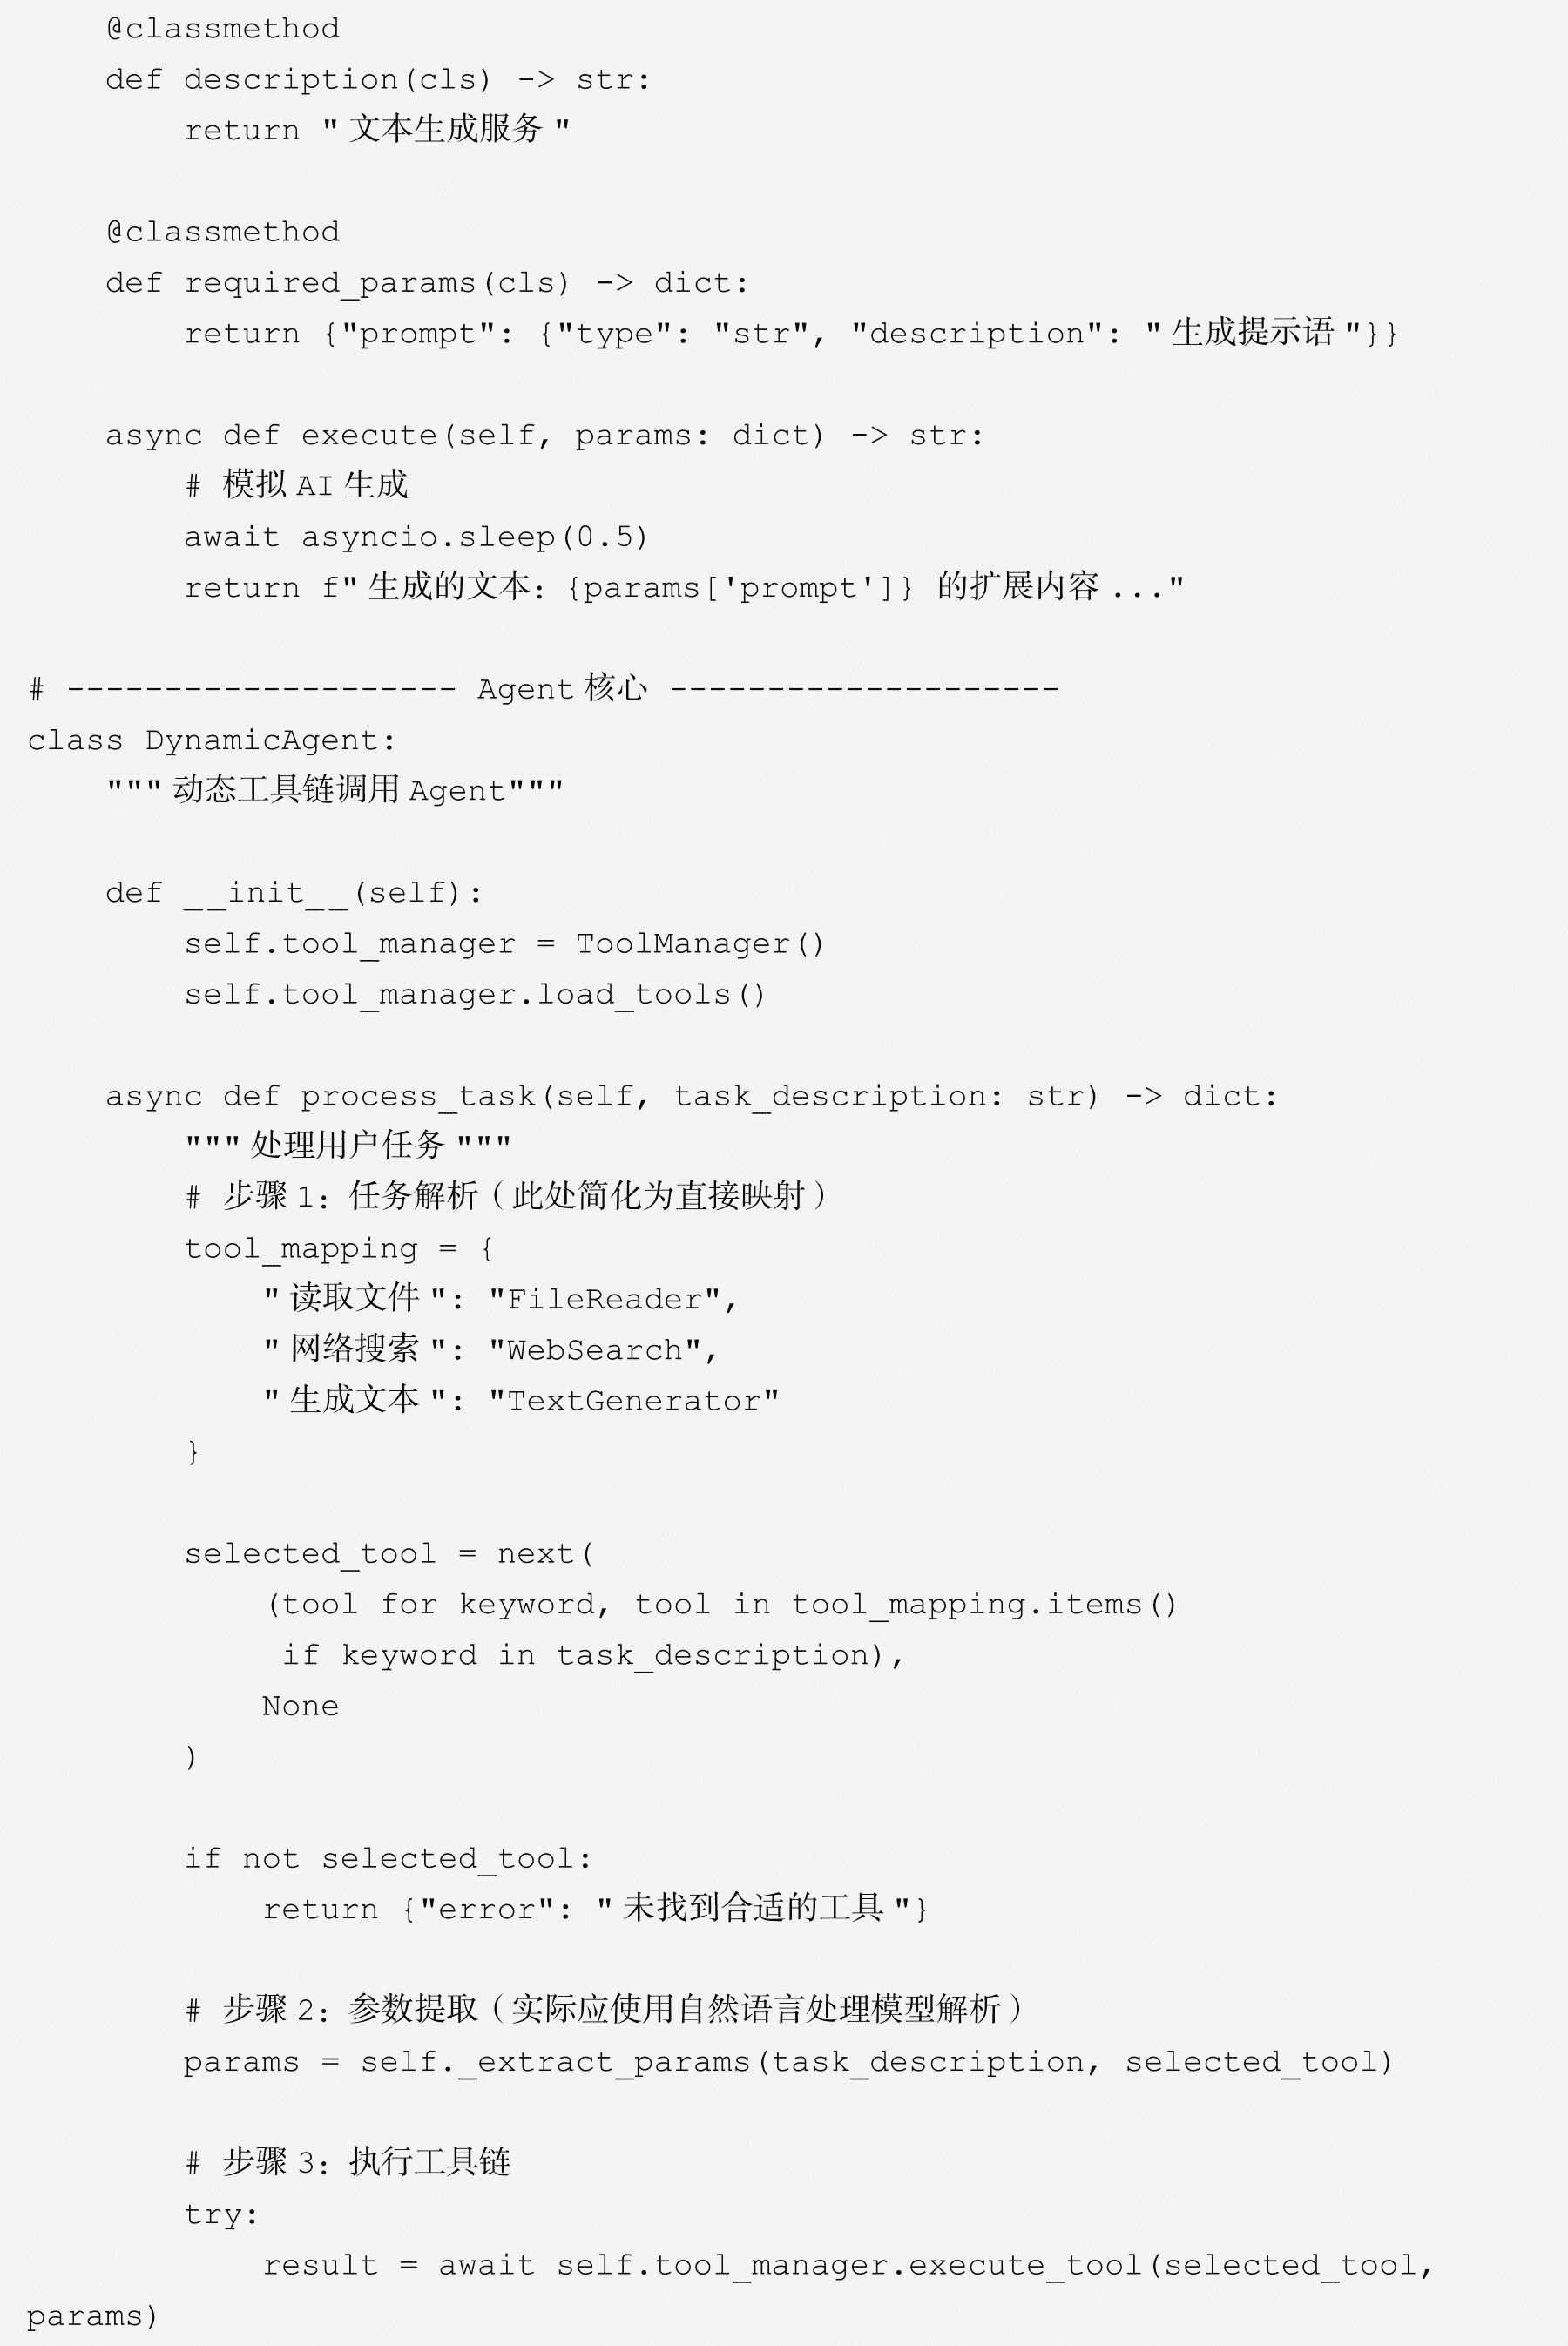 @classmethod
    def description(cls) -> str:
        return " 文本生成服务 "

    @classmethod
    def required_params(cls) -> dict:
        return {"prompt": {"type": "str", "description": " 生成提示语 "}}

    async def execute(self, params: dict) -> str:
        # 模拟 AI 生成
        await asyncio.sleep(0.5)
        return f" 生成的文本：{params['prompt']} 的扩展内容 ..."

# -------------------- Agent 核心 --------------------
class DynamicAgent:
    """ 动态工具链调用 Agent"""

    def __init__(self):
        self.tool_manager = ToolManager()
        self.tool_manager.load_tools()

    async def process_task(self, task_description: str) -> dict:
        """ 处理用户任务 """
        # 步骤 1：任务解析（此处简化为直接映射）
        tool_mapping = {
            " 读取文件 ": "FileReader",
            " 网络搜索 ": "WebSearch",
            " 生成文本 ": "TextGenerator"
        }

        selected_tool = next(
            (tool for keyword, tool in tool_mapping.items()
             if keyword in task_description),
            None
        )

        if not selected_tool:
            return {"error": " 未找到合适的工具 "}

        # 步骤 2：参数提取（实际应使用自然语言处理模型解析）
        params = self._extract_params(task_description, selected_tool)

        # 步骤 3：执行工具链
        try:
            result = await self.tool_manager.execute_tool(selected_tool,
params)